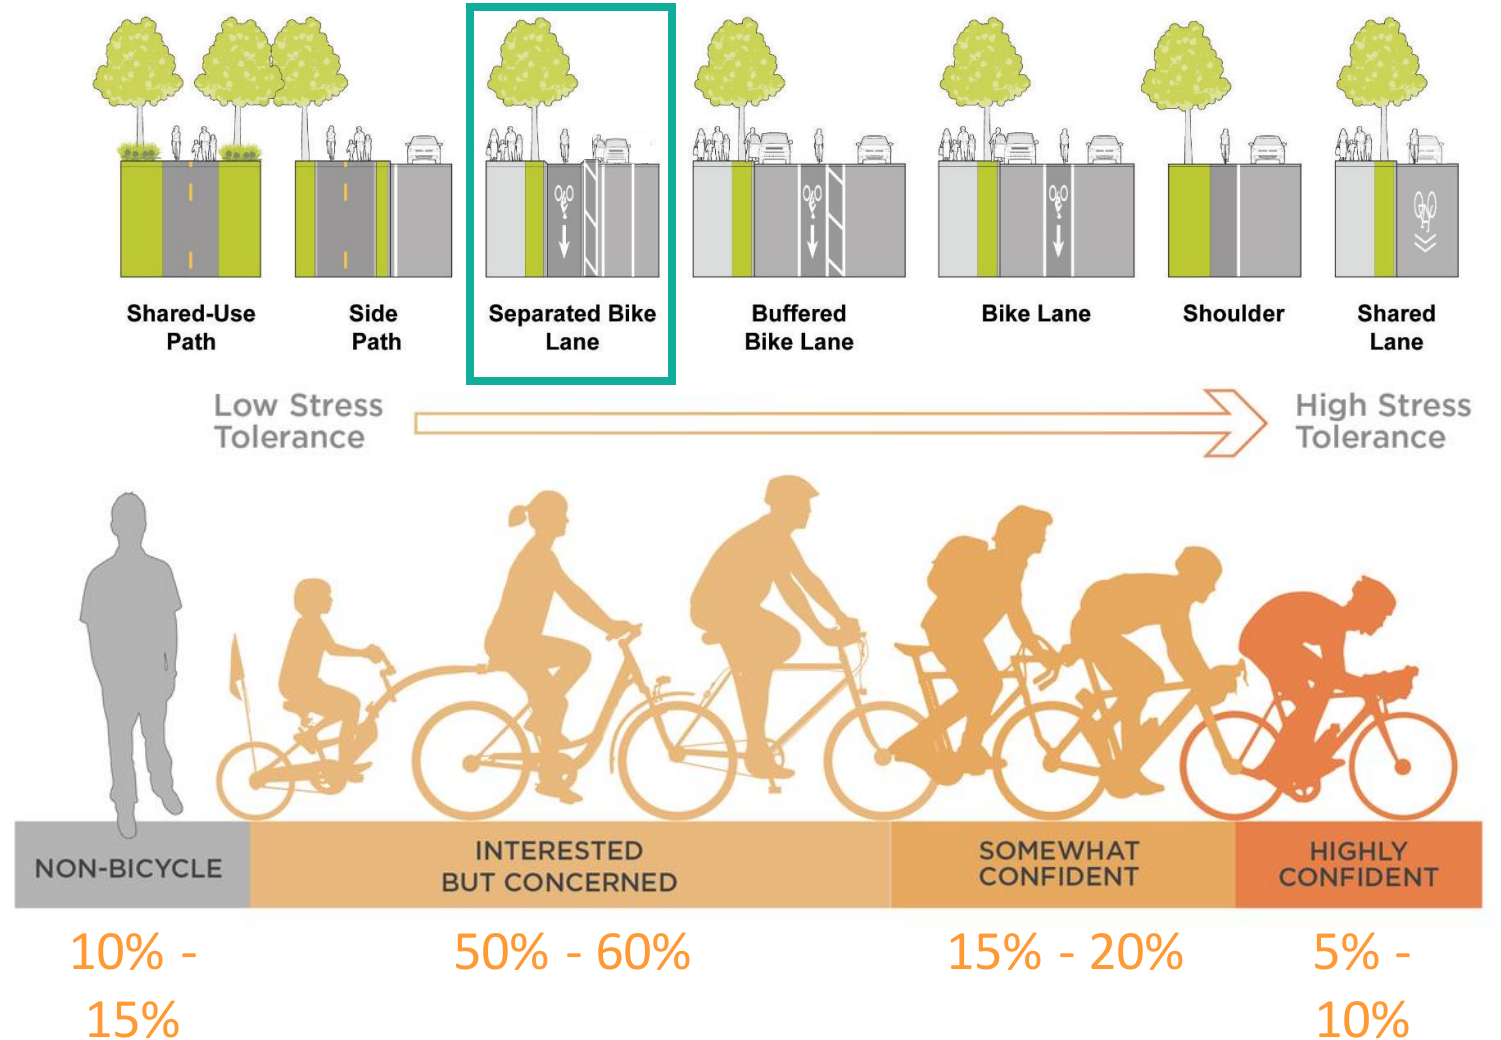 Shared-Use
Path
Side
Path
Separated Bike
Lane
Buffered
Bike Lane
Bike Lane
Shoulder
Shared
Lane
Low Stress
Tolerance
High Stress
Tolerance
NON-BICYCLE
INTERESTED
BUT CONCERNED
SOMEWHAT
CONFIDENT
HIGHLY
CONFIDENT
10% -
15%
50% - 60%
15% - 20%
5% -
10%